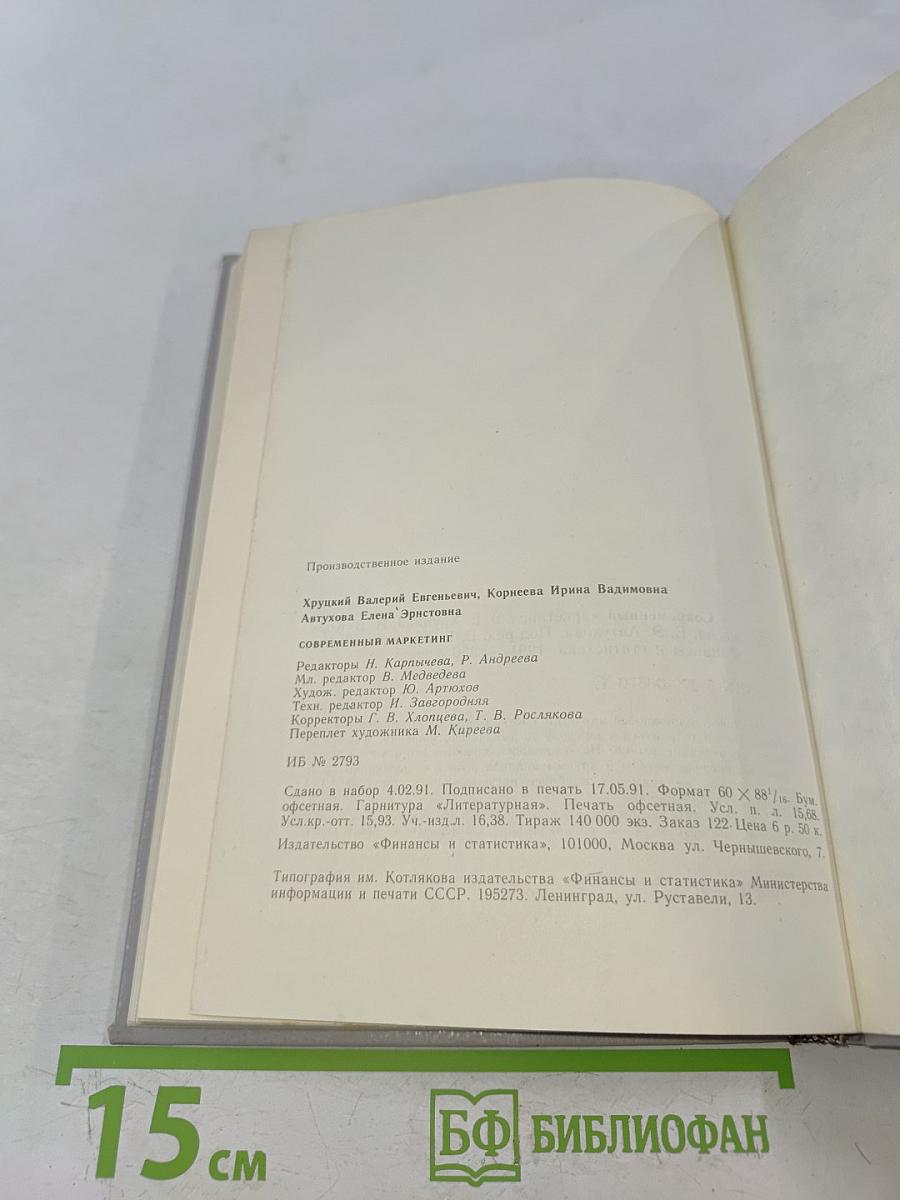 Производственное издание
Хруцкий Валерий Евгеньевич, Корнеева Ирина Вадимовна
Автухова Елена Эрнстовна
СОВРЕМЕННЫЙ МАРКЕТИНГ
Редакторы Н. Карпычева, Р. Андреева
Мл. редактор В. Медведева
Худож. редактор Ю. Артюхов
Техн. редактор И. Завгородняя
Корректоры Г. В. Хлопцева, Т. В. Рослякова
Переплет художника М. Киреева
ИБ № 2793
Сдано в набор 4.02.91. Подписано в печать 17.05.91. Формат 60 × 88 1/16. Бум.
офсетная. Гарнитура «Литературная». Печать офсетная. Усл. п. л. 15,68.
Усл.кр.-отт. 15,93. Уч.-изд.л. 16,38. Тираж 140 000 экз. Заказ 122. Цена 6 р. 50 к.
Издательство «Финансы и статистика», 101000, Москва ул. Чернышевского, 7.
Типография им. Котлякова издательства «Финансы и статистика» Министерства
информации и печати СССР. 195273. Ленинград, ул. Руставели, 13.
15 см
БФ БИБЛИОФАН